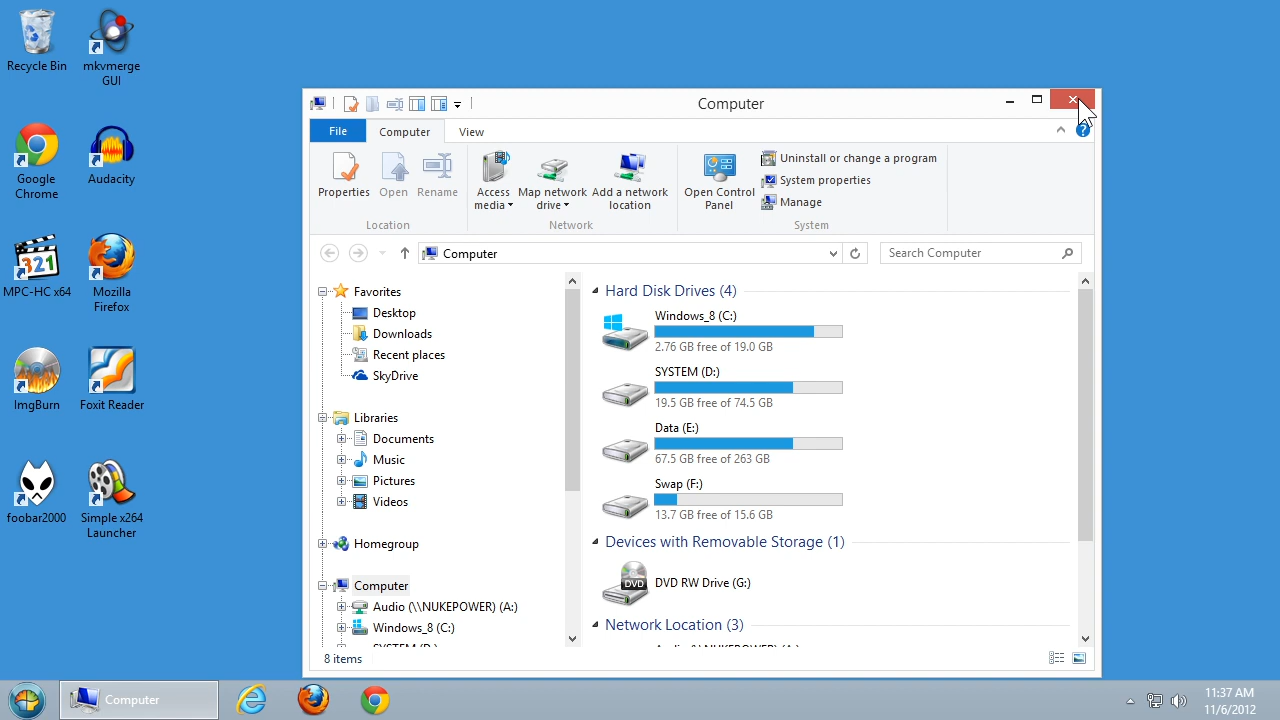 Recycle Bin
mkvmerge
GUI
Google
Chrome
Audacity
MPC-HC x64
Mozilla
Firefox
ImgBurn
Foxit Reader
foobar2000
Simple x264
Launcher
Computer
File
Computer
View
Properties
Open
Rename
Access
media
Map network
drive
Add a network
location
Open Control
Panel
Uninstall or change a program
System properties
Manage
Location
Network
System
Computer
Search Computer
Favorites
Desktop
Downloads
Recent places
SkyDrive
Libraries
Documents
Music
Pictures
Videos
Homegroup
Computer
Audio (\\NUKEPOWER) (A:)
Windows_8 (C:)
SYSTEM (D:)
Hard Disk Drives (4)
Windows_8 (C:)
2.76 GB free of 19.0 GB
SYSTEM (D:)
19.5 GB free of 74.5 GB
Data (E:)
67.5 GB free of 263 GB
Swap (F:)
13.7 GB free of 15.6 GB
Devices with Removable Storage (1)
DVD
DVD RW Drive (G:)
Network Location (3)
Audio (\\NUKEPOWER) (A:)
8 items
Computer
11:37 AM
11/6/2012